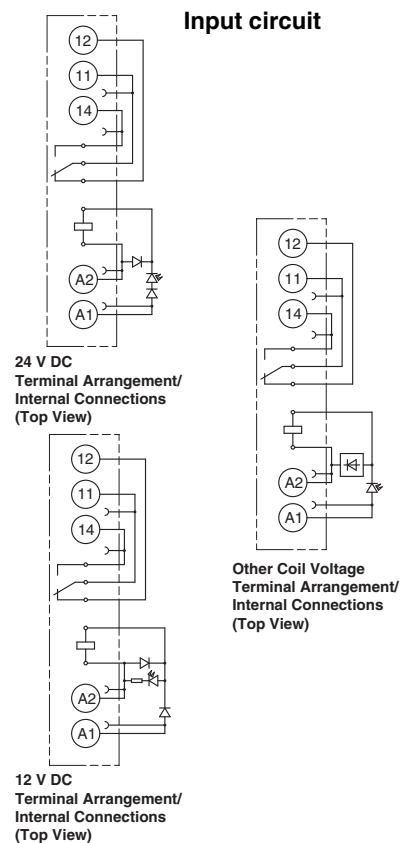 Input circuit
12
11
14
A2
A1
24 V DC
Terminal Arrangement/
Internal Connections
(Top View)
12
11
14
A2
A1
Other Coil Voltage
Terminal Arrangement/
Internal Connections
(Top View)
12
11
14
A2
A1
12 V DC
Terminal Arrangement/
Internal Connections
(Top View)